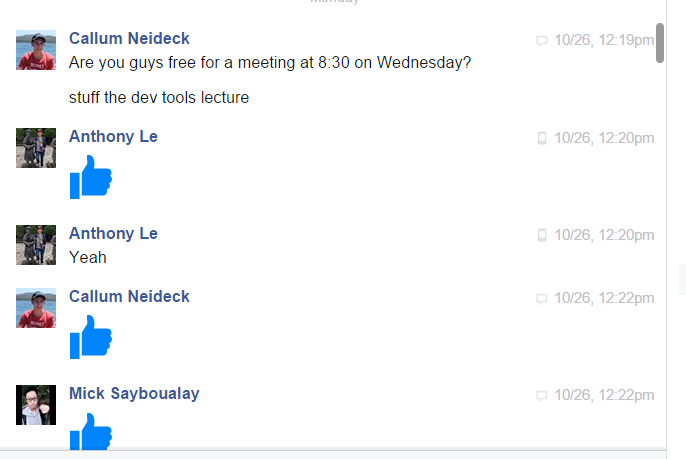 Monday
Callum Neideck
10/26, 12:19pm
Are you guys free for a meeting at 8:30 on Wednesday?
stuff the dev tools lecture
Anthony Le
10/26, 12:20pm
Anthony Le
10/26, 12:20pm
Yeah
Callum Neideck
10/26, 12:22pm
Mick Sayboualay
10/26, 12:22pm